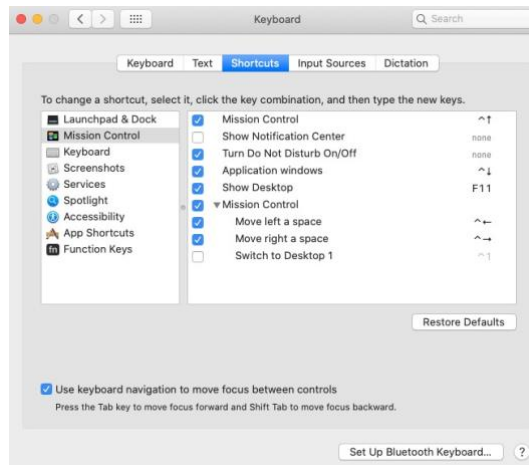 Keyboard
Search
Keyboard Text Shortcuts Input Sources Dictation
To change a shortcut, select it, click the key combination, and then type the new keys.
Launchpad & Dock
Mission Control
Keyboard
Screenshots
Services
Spotlight
Accessibility
App Shortcuts
fn Function Keys
Mission Control ^↑
Show Notification Center none
Turn Do Not Disturb On/Off none
Application windows ^↓
Show Desktop F11
Mission Control
Move left a space ^←
Move right a space ^→
Switch to Desktop 1 ^1
Restore Defaults
Use keyboard navigation to move focus between controls
Press the Tab key to move focus forward and Shift Tab to move focus backward.
Set Up Bluetooth Keyboard... ?